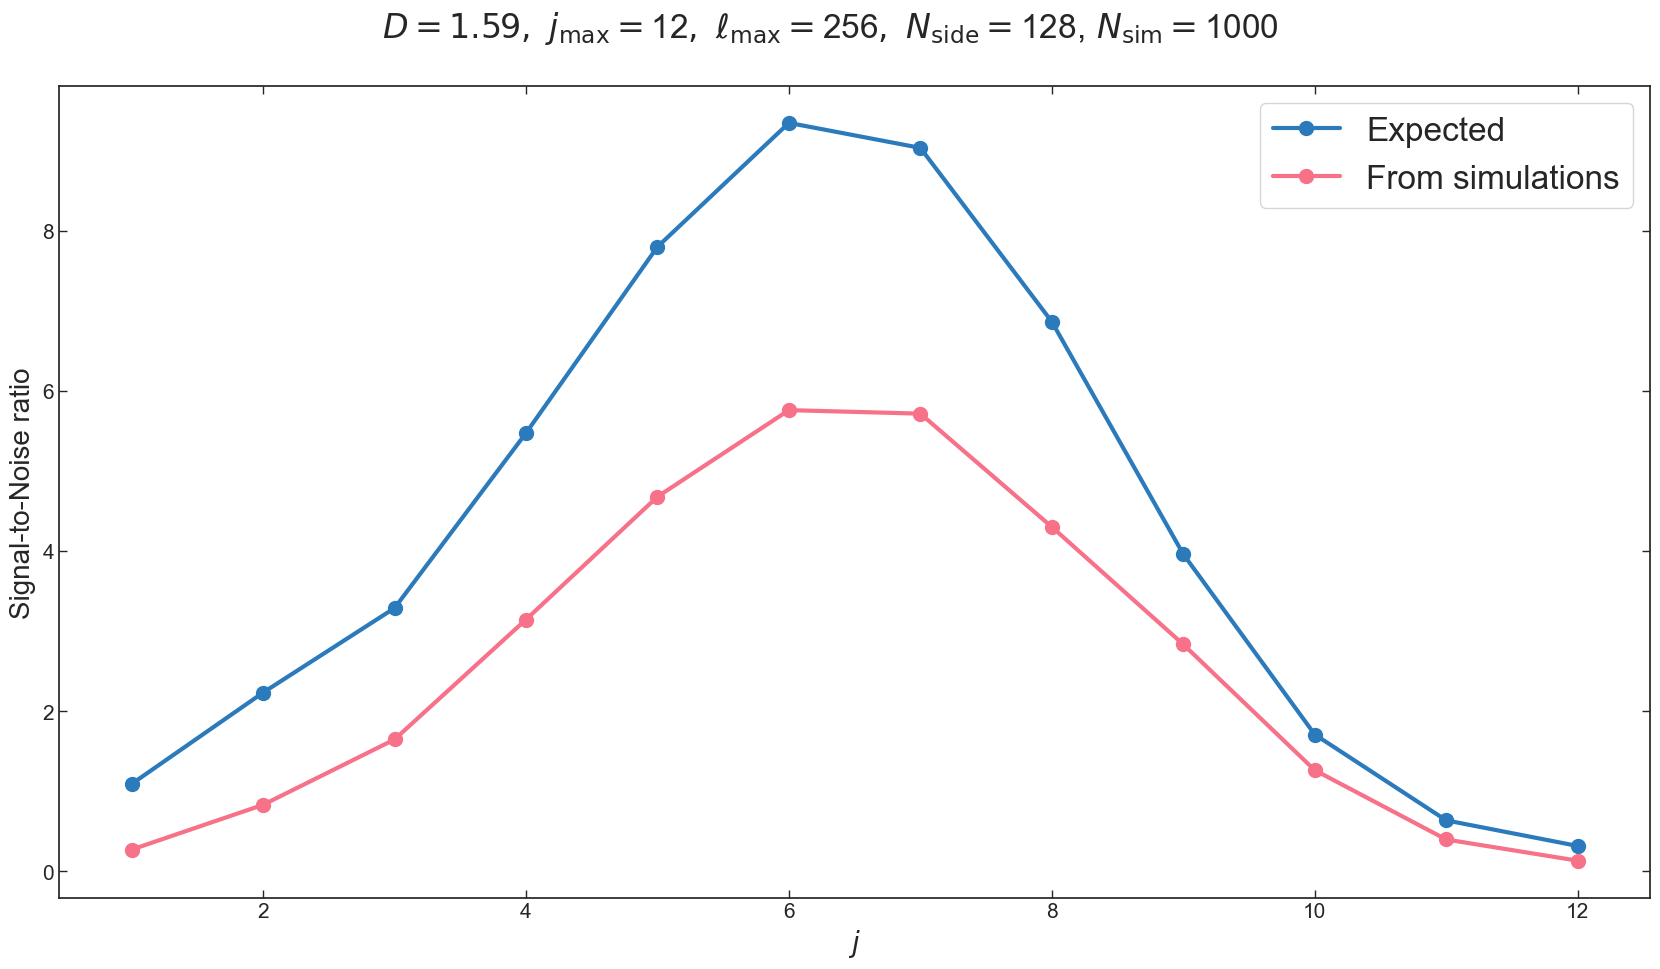 D = 1.59, j_max = 12, ℓ_max = 256, N_side = 128, N_sim = 1000
Expected
From simulations
Signal-to-Noise ratio
8
6
4
2
0
2 4 6 8 10 12
j